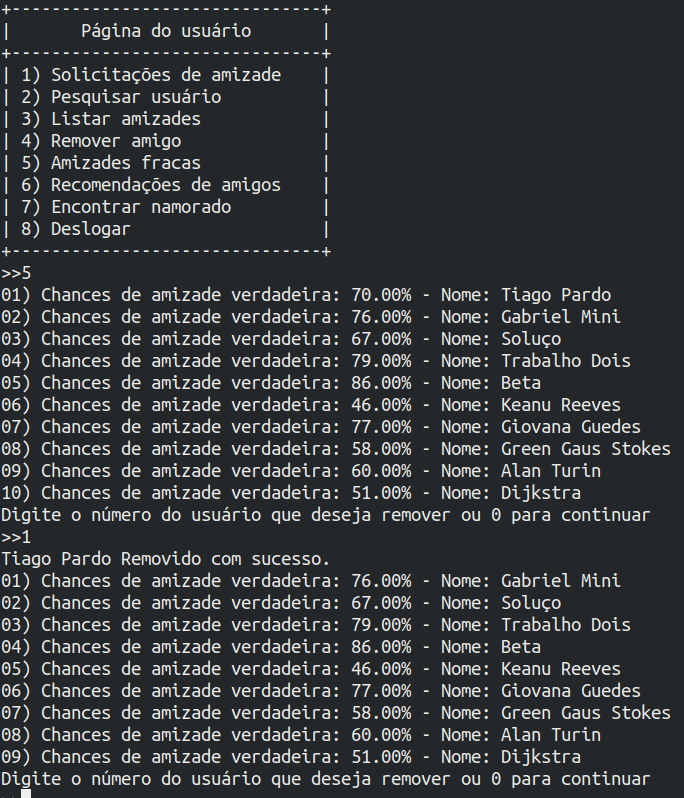 +-------------------------------+
|       Página do usuário       |
+-------------------------------+
| 1) Solicitações de amizade    |
| 2) Pesquisar usuário          |
| 3) Listar amizades            |
| 4) Remover amigo              |
| 5) Amizades fracas            |
| 6) Recomendações de amigos    |
| 7) Encontrar namorado         |
| 8) Deslogar                   |
+-------------------------------+
>>5
01) Chances de amizade verdadeira: 70.00% - Nome: Tiago Pardo
02) Chances de amizade verdadeira: 76.00% - Nome: Gabriel Mini
03) Chances de amizade verdadeira: 67.00% - Nome: Soluço
04) Chances de amizade verdadeira: 79.00% - Nome: Trabalho Dois
05) Chances de amizade verdadeira: 86.00% - Nome: Beta
06) Chances de amizade verdadeira: 46.00% - Nome: Keanu Reeves
07) Chances de amizade verdadeira: 77.00% - Nome: Giovana Guedes
08) Chances de amizade verdadeira: 58.00% - Nome: Green Gaus Stokes
09) Chances de amizade verdadeira: 60.00% - Nome: Alan Turin
10) Chances de amizade verdadeira: 51.00% - Nome: Dijkstra
Digite o número do usuário que deseja remover ou 0 para continuar
>>1
Tiago Pardo Removido com sucesso.
01) Chances de amizade verdadeira: 76.00% - Nome: Gabriel Mini
02) Chances de amizade verdadeira: 67.00% - Nome: Soluço
03) Chances de amizade verdadeira: 79.00% - Nome: Trabalho Dois
04) Chances de amizade verdadeira: 86.00% - Nome: Beta
05) Chances de amizade verdadeira: 46.00% - Nome: Keanu Reeves
06) Chances de amizade verdadeira: 77.00% - Nome: Giovana Guedes
07) Chances de amizade verdadeira: 58.00% - Nome: Green Gaus Stokes
08) Chances de amizade verdadeira: 60.00% - Nome: Alan Turin
09) Chances de amizade verdadeira: 51.00% - Nome: Dijkstra
Digite o número do usuário que deseja remover ou 0 para continuar
>>